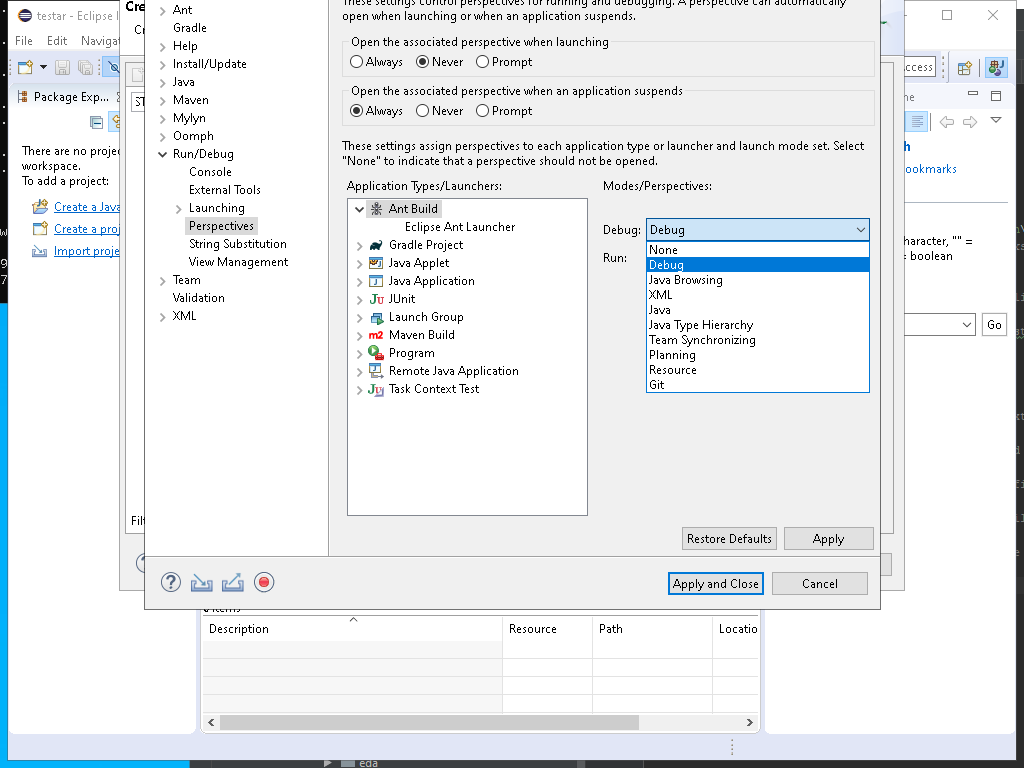 testar - Eclipse I
File Edit Navigat
Package Exp...
There are no projec
workspace.
To add a project:
Create a Java
Create a proj
Import proje
Cre
Cr
ST
Filt
Ant
Gradle
Help
Install/Update
Java
Maven
Mylyn
Oomph
Run/Debug
Console
External Tools
Launching
Perspectives
String Substitution
View Management
Team
Validation
XML
These settings control perspectives for running and debugging. A perspective can automatically
open when launching or when an application suspends.
Open the associated perspective when launching
Always Never Prompt
Open the associated perspective when an application suspends
Always Never Prompt
These settings assign perspectives to each application type or launcher and launch mode set. Select
"None" to indicate that a perspective should not be opened.
Application Types/Launchers:
Ant Build
Eclipse Ant Launcher
Gradle Project
Java Applet
Java Application
JUnit
Launch Group
Maven Build
Program
Remote Java Application
Task Context Test
Modes/Perspectives:
Debug: Debug
Run:
None
Debug
Java Browsing
XML
Java
Java Type Hierarchy
Team Synchronizing
Planning
Resource
Git
Restore Defaults Apply
Apply and Close Cancel
ccess
ne
h
ookmarks
haracter, "" =
= boolean
Go
Description Resource Path Locatio
eda